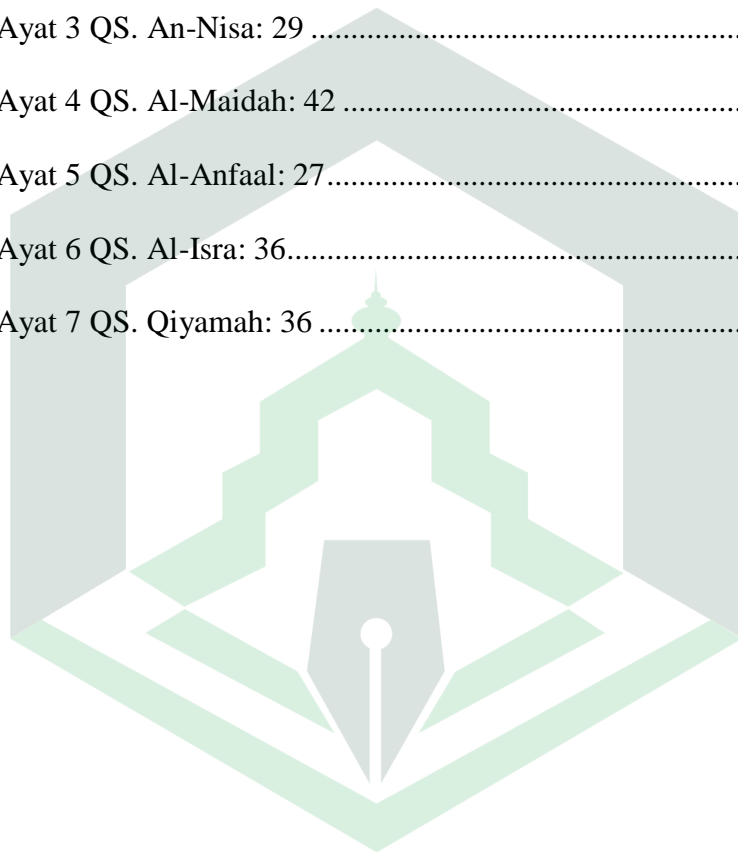 Ayat 3 QS. An-Nisa: 29 ........................................................................
Ayat 4 QS. Al-Maidah: 42 ...................................................................
Ayat 5 QS. Al-Anfaal: 27......................................................................
Ayat 6 QS. Al-Isra: 36............................................................................
Ayat 7 QS. Qiyamah: 36 .......................................................................